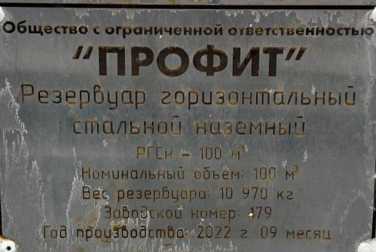 Общество с ограниченной ответственностью
"ПРОФИТ"
Резервуар горизонтальный
стальной наземный
РГСн - 100 м³
Номинальный объем: 100 м³
Вес резервуара: 10 970 кг
Заводской номер: 179
Год производства: 2022 г. 09 месяц